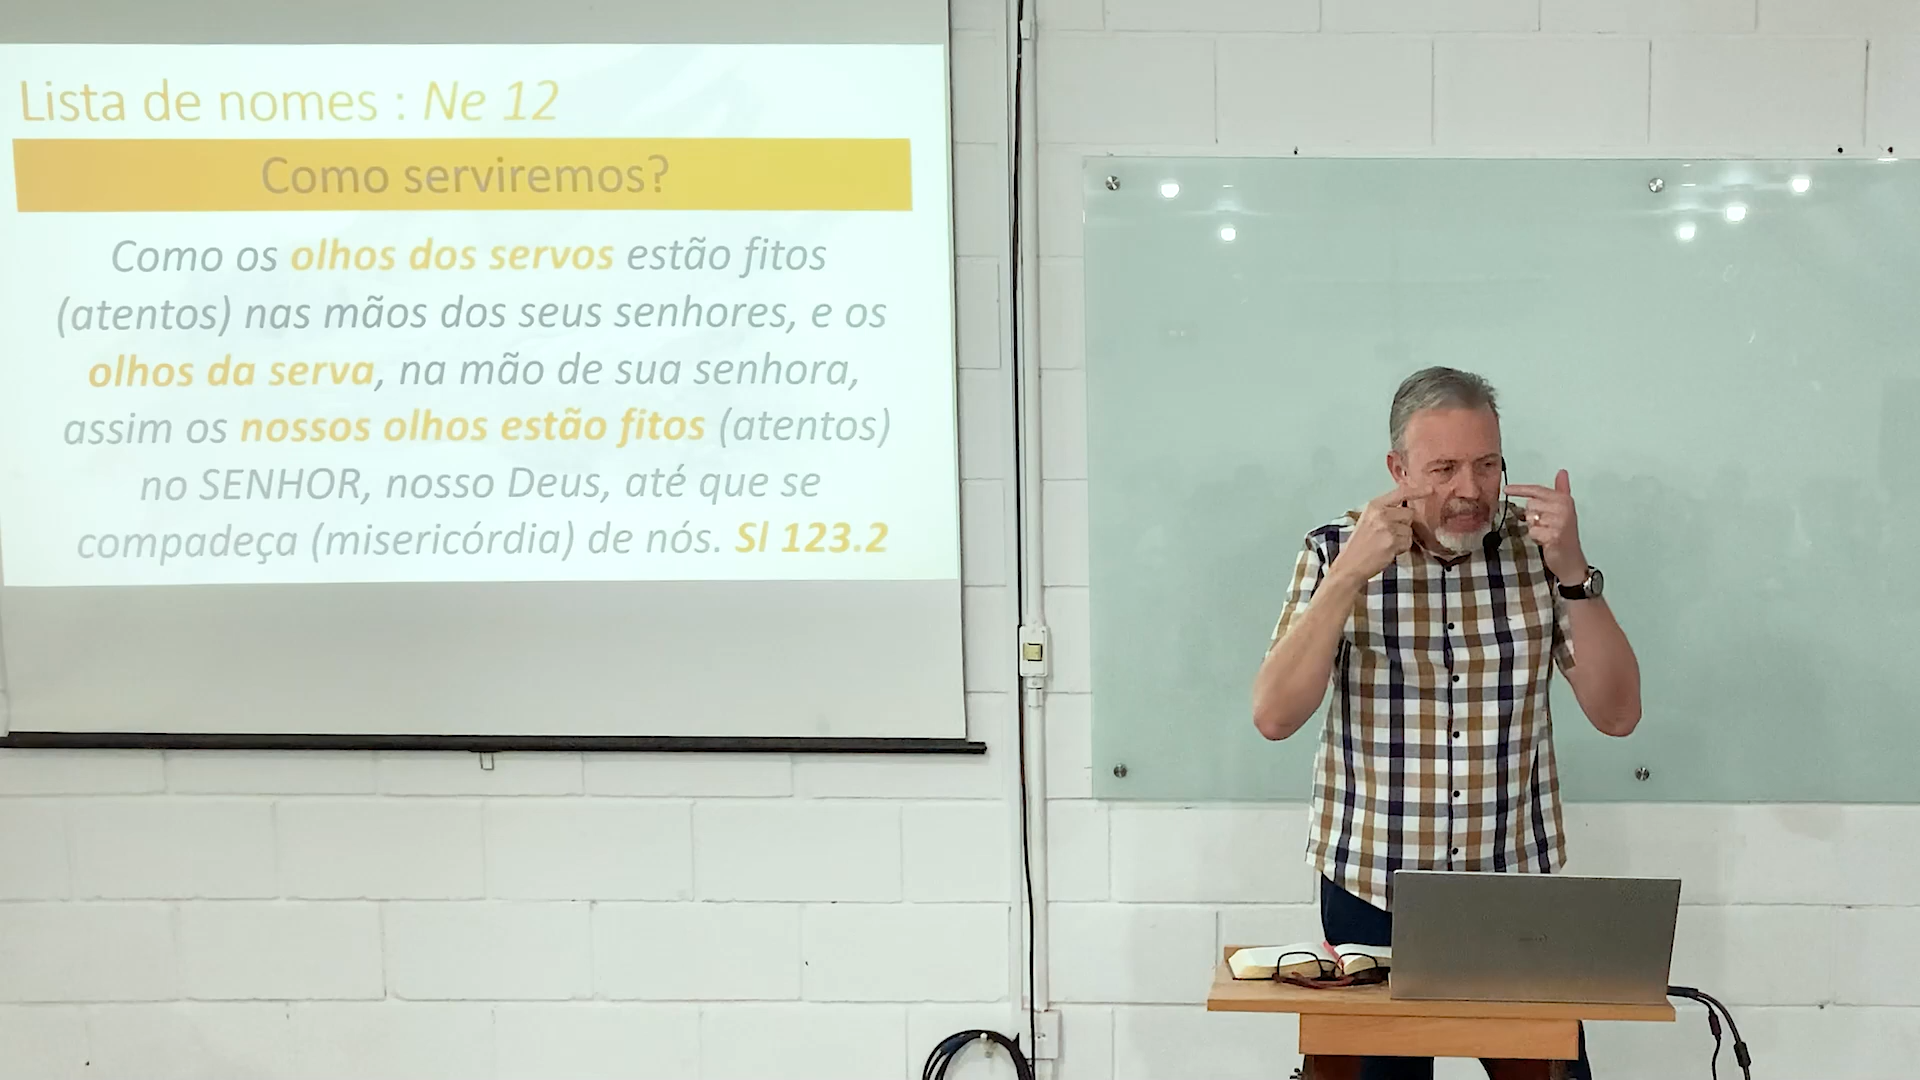 Lista de nomes : Ne 12
Como serviremos?
Como os olhos dos servos estão fitos
(atentos) nas mãos dos seus senhores, e os
olhos da serva, na mão de sua senhora,
assim os nossos olhos estão fitos (atentos)
no SENHOR, nosso Deus, até que se
compadeça (misericórdia) de nós. Sl 123.2